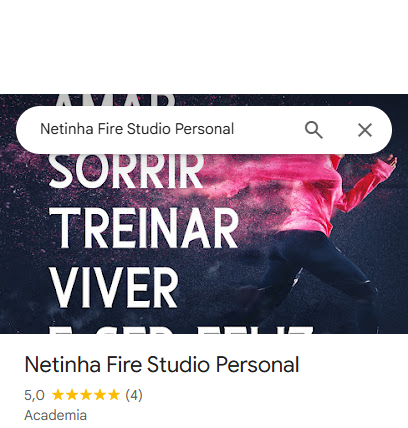 AMAR
Netinha Fire Studio Personal
SORRIR
TREINAR
VIVER
E SER FELIZ
Netinha Fire Studio Personal
5,0 ★★★★★ (4)
Academia